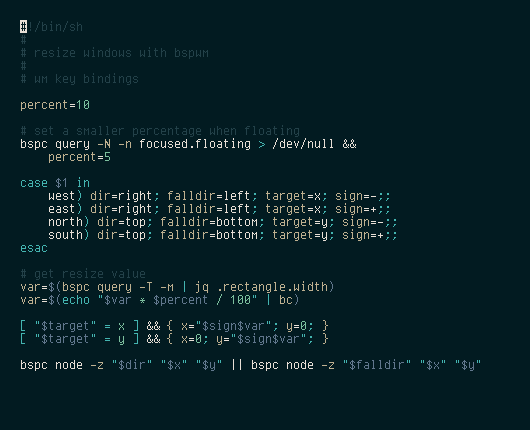 #!/bin/sh
#
# resize windows with bspwm
#
# wm key bindings
percent=10
# set a smaller percentage when floating
bspc query -N -n focused.floating > /dev/null &&
    percent=5
case $1 in
    west) dir=right; falldir=left; target=x; sign=-;;
    east) dir=right; falldir=left; target=x; sign=+;;
    north) dir=top; falldir=bottom; target=y; sign=-;;
    south) dir=top; falldir=bottom; target=y; sign=+;;
esac
# get resize value
var=$(bspc query -T -m | jq .rectangle.width)
var=$(echo "$var * $percent / 100" | bc)
[ "$target" = x ] && { x="$sign$var"; y=0; }
[ "$target" = y ] && { x=0; y="$sign$var"; }
bspc node -z "$dir" "$x" "$y" || bspc node -z "$falldir" "$x" "$y"